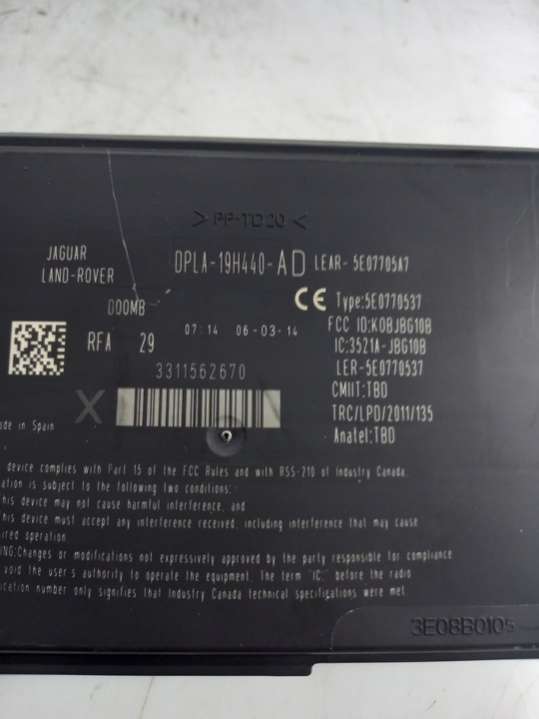 > PP-TD20 <
JAGUAR
LAND-ROVER
DPLA-19H440-AD LEAR-5E07705A7
D00MB
CE Type:5E0770537
RFA 29
07:14 06-03-14
FCC ID:KOBJBG10B
IC:3521A-JBG10B
3311562670
LER-5E0770537
CMIIT:TBD
X
TRC/LPD/2011/135
ade in Spain
Anatel:TBD
device complies with Part 15 of the FCC Rules and with RSS-210 of Industry Canada.
ation is subject to the following two conditions:
his device may not cause harmful interference, and
his device must accept any interference received, including interference that may cause
ired operation
NG:Changes or modifications not expressively approved by the party responsible for compliance
void the user's authority to operate the equipment. The term "IC:" before the radio
ication number only signifies that Industry Canada technical specifications were met
3E08B0105